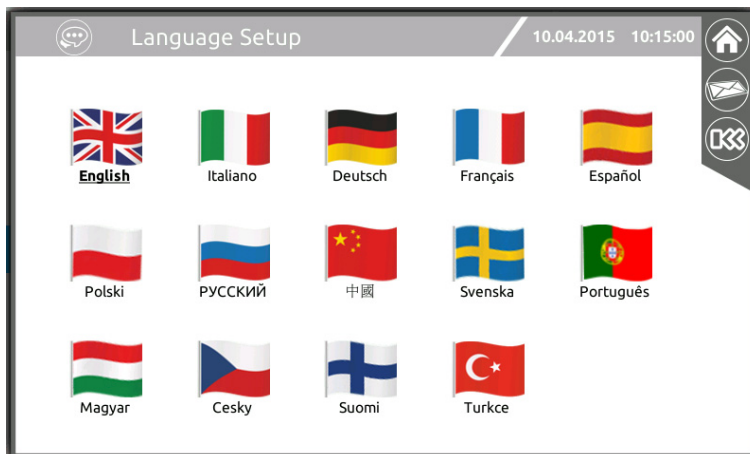 Language Setup
10.04.2015 10:15:00
English Italiano Deutsch Français Español
Polski РУССКИЙ 中國 Svenska Português
Magyar Cesky Suomi Turkce